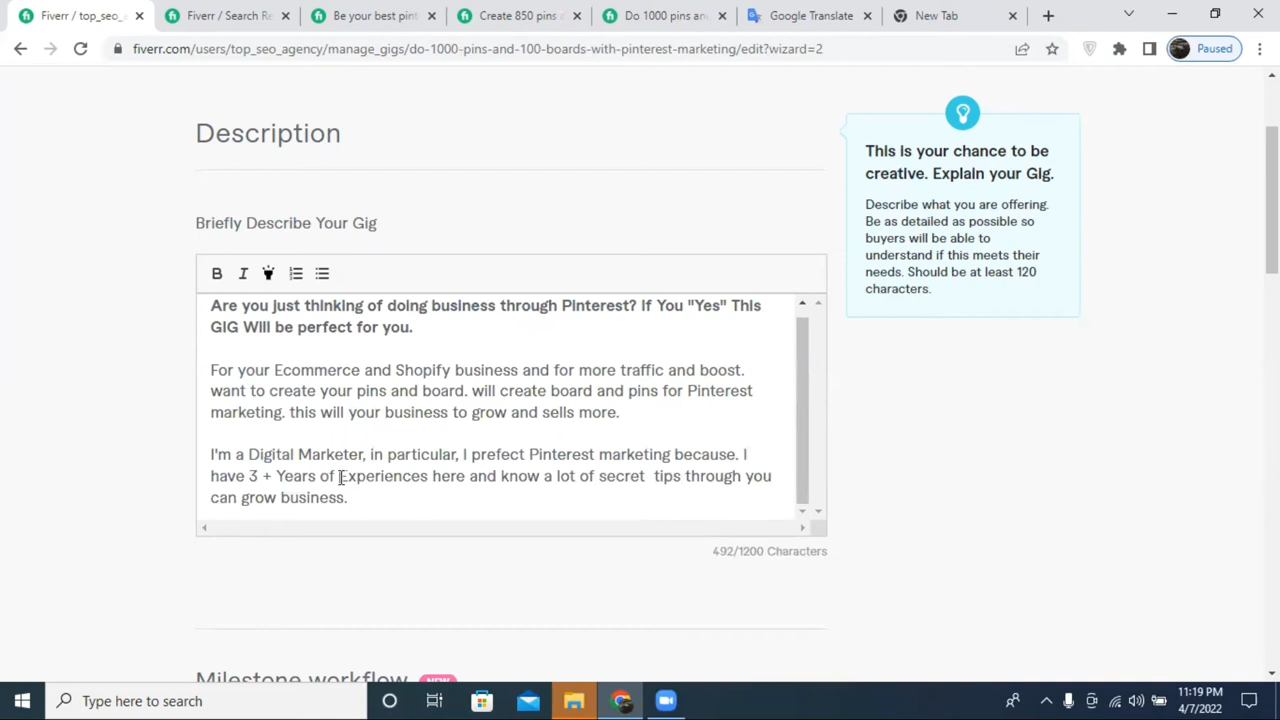 Fiverr / top_seo_
Fiverr / Search Re
Be your best pint
Create 850 pins a
Do 1000 pins and
Google Translate
New Tab
fiverr.com/users/top_seo_agency/manage_gigs/do-1000-pins-and-100-boards-with-pinterest-marketing/edit?wizard=2
Paused
Description
Briefly Describe Your Gig
B I
Are you just thinking of doing business through Pinterest? If You "Yes" This
GIG Will be perfect for you.
For your Ecommerce and Shopify business and for more traffic and boost.
want to create your pins and board. will create board and pins for Pinterest
marketing. this will your business to grow and sells more.
I'm a Digital Marketer, in particular, I prefect Pinterest marketing because. I
have 3 + Years of Experiences here and know a lot of secret  tips through you
can grow business.
492/1200 Characters
This is your chance to be
creative. Explain your Gig.
Describe what you are offering.
Be as detailed as possible so
buyers will be able to
understand if this meets their
needs. Should be at least 120
characters.
Milestone workflow NEW
Type here to search
11:19 PM
4/7/2022